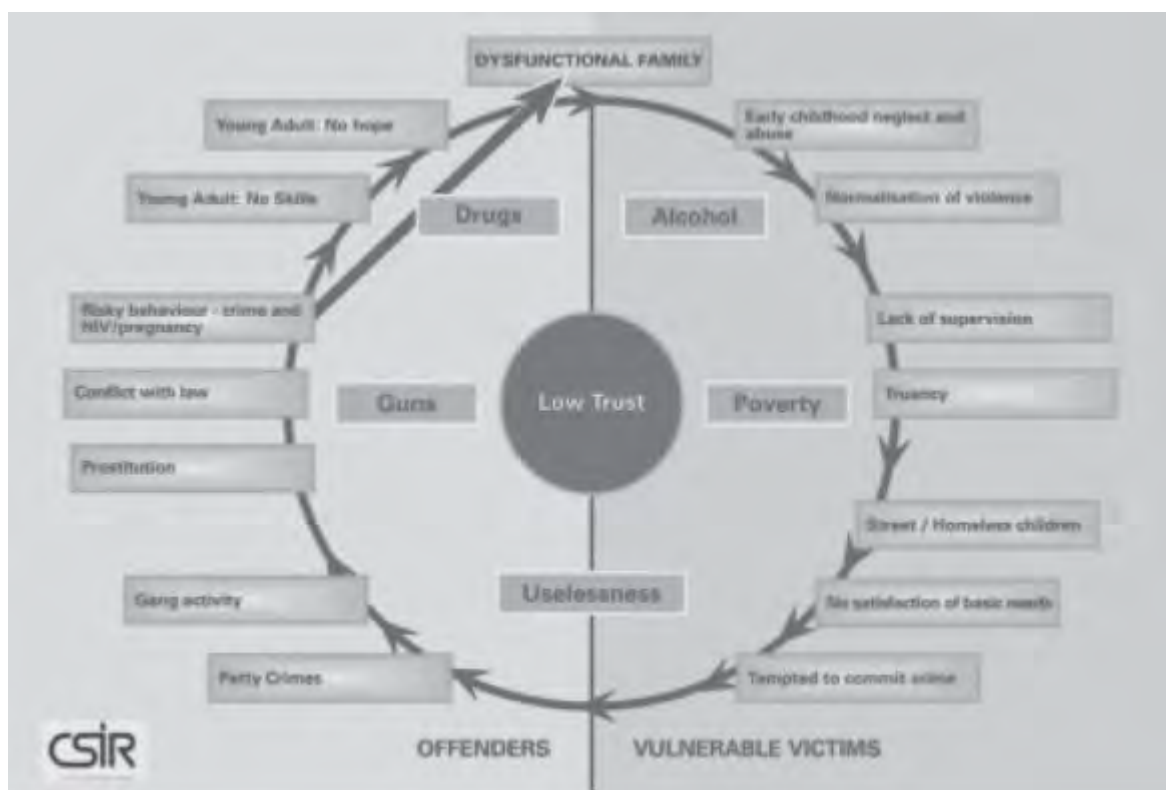 DYSFUNCTIONAL FAMILY
Early childhood neglect and
abuse
Normalisation of violence
Lack of supervision
Truancy
Street / Homeless children
No satisfaction of basic needs
Tempted to commit crime
Petty Crimes
Gang activity
Prostitution
Conflict with law
Risky behaviour - crime and
HIV/pregnancy
Young Adult: No Skills
Young Adult: No hope
Drugs
Alcohol
Guns
Low Trust
Poverty
Uselessness
OFFENDERS
VULNERABLE VICTIMS
CSIR